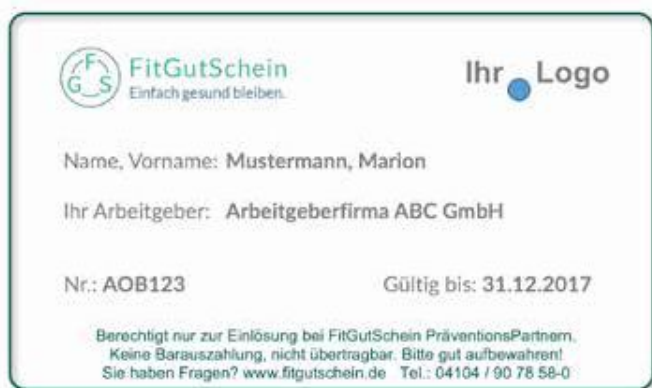 F
G S
FitGutSchein
Einfach gesund bleiben.
Ihr Logo
Name, Vorname: Mustermann, Marion
Ihr Arbeitgeber: Arbeitgeberfirma ABC GmbH
Nr.: AOB123 Gültig bis: 31.12.2017
Berechtigt nur zur Einlösung bei FitGutSchein PräventionsPartnern.
Keine Barauszahlung, nicht übertragbar. Bitte gut aufbewahren!
Sie haben Fragen? www.fitgutschein.de Tel.: 04104 / 90 78 58-0